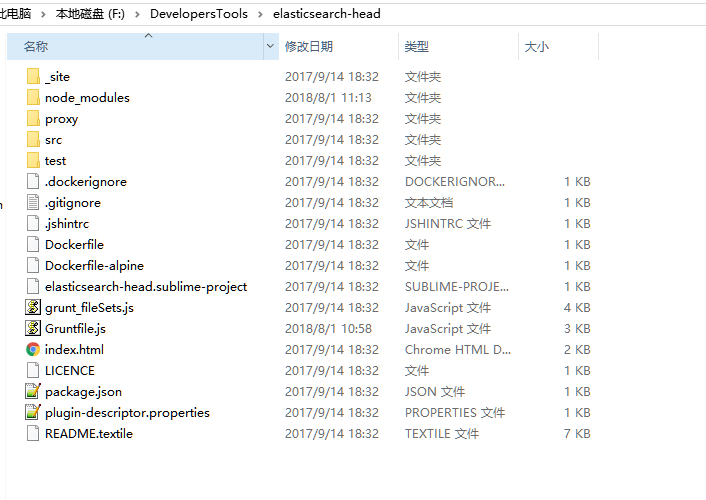 此电脑 > 本地磁盘 (F:) > DevelopersTools > elasticsearch-head
名称 修改日期 类型 大小
_site 2017/9/14 18:32 文件夹
node_modules 2018/8/1 11:13 文件夹
proxy 2017/9/14 18:32 文件夹
src 2017/9/14 18:32 文件夹
test 2017/9/14 18:32 文件夹
.dockerignore 2017/9/14 18:32 DOCKERIGNOR... 1 KB
.gitignore 2017/9/14 18:32 文本文档 1 KB
.jshintrc 2017/9/14 18:32 JSHINTRC 文件 1 KB
Dockerfile 2017/9/14 18:32 文件 1 KB
Dockerfile-alpine 2017/9/14 18:32 文件 1 KB
elasticsearch-head.sublime-project 2017/9/14 18:32 SUBLIME-PROJE... 1 KB
grunt_fileSets.js 2017/9/14 18:32 JavaScript 文件 4 KB
Gruntfile.js 2018/8/1 10:58 JavaScript 文件 3 KB
index.html 2017/9/14 18:32 Chrome HTML D... 2 KB
LICENCE 2017/9/14 18:32 文件 1 KB
package.json 2017/9/14 18:32 JSON 文件 1 KB
plugin-descriptor.properties 2017/9/14 18:32 PROPERTIES 文件 1 KB
README.textile 2017/9/14 18:32 TEXTILE 文件 7 KB